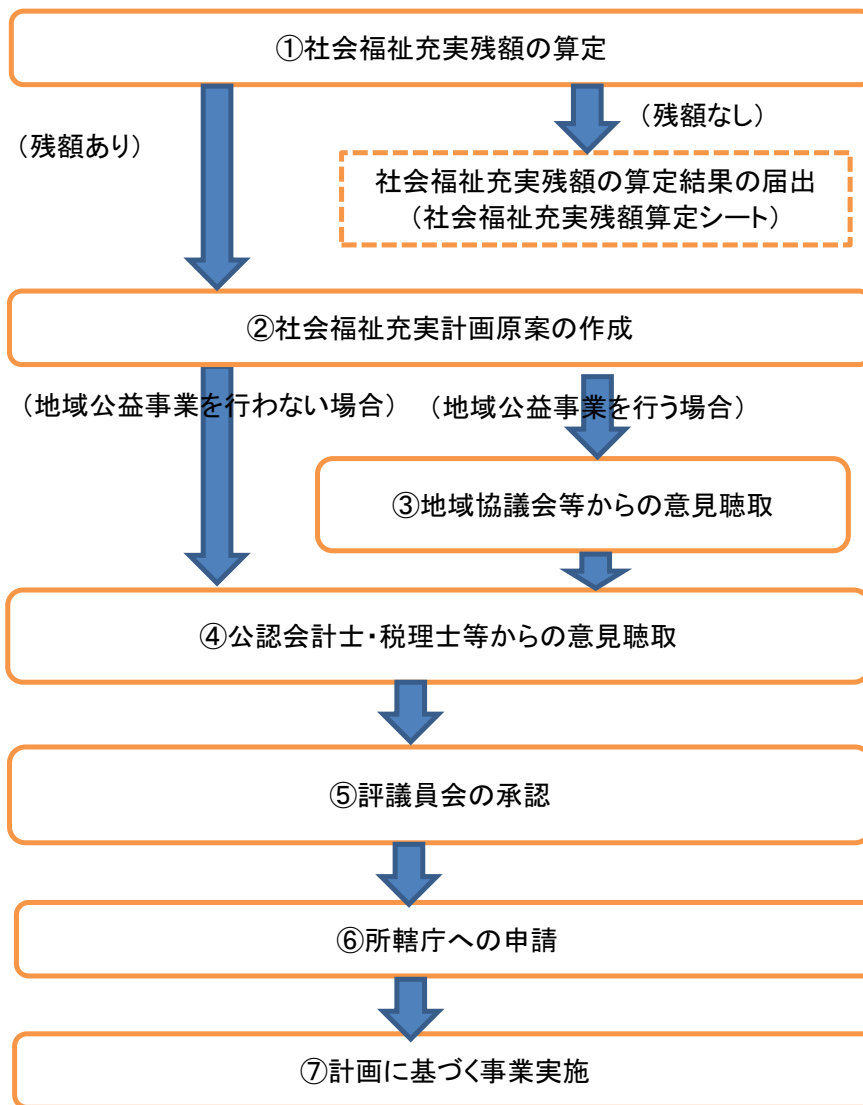 ①社会福祉充実残額の算定
（残額あり）
（残額なし）
社会福祉充実残額の算定結果の届出
（社会福祉充実残額算定シート）
②社会福祉充実計画原案の作成
（地域公益事業を行わない場合）
（地域公益事業を行う場合）
③地域協議会等からの意見聴取
④公認会計士・税理士等からの意見聴取
⑤評議員会の承認
⑥所轄庁への申請
⑦計画に基づく事業実施